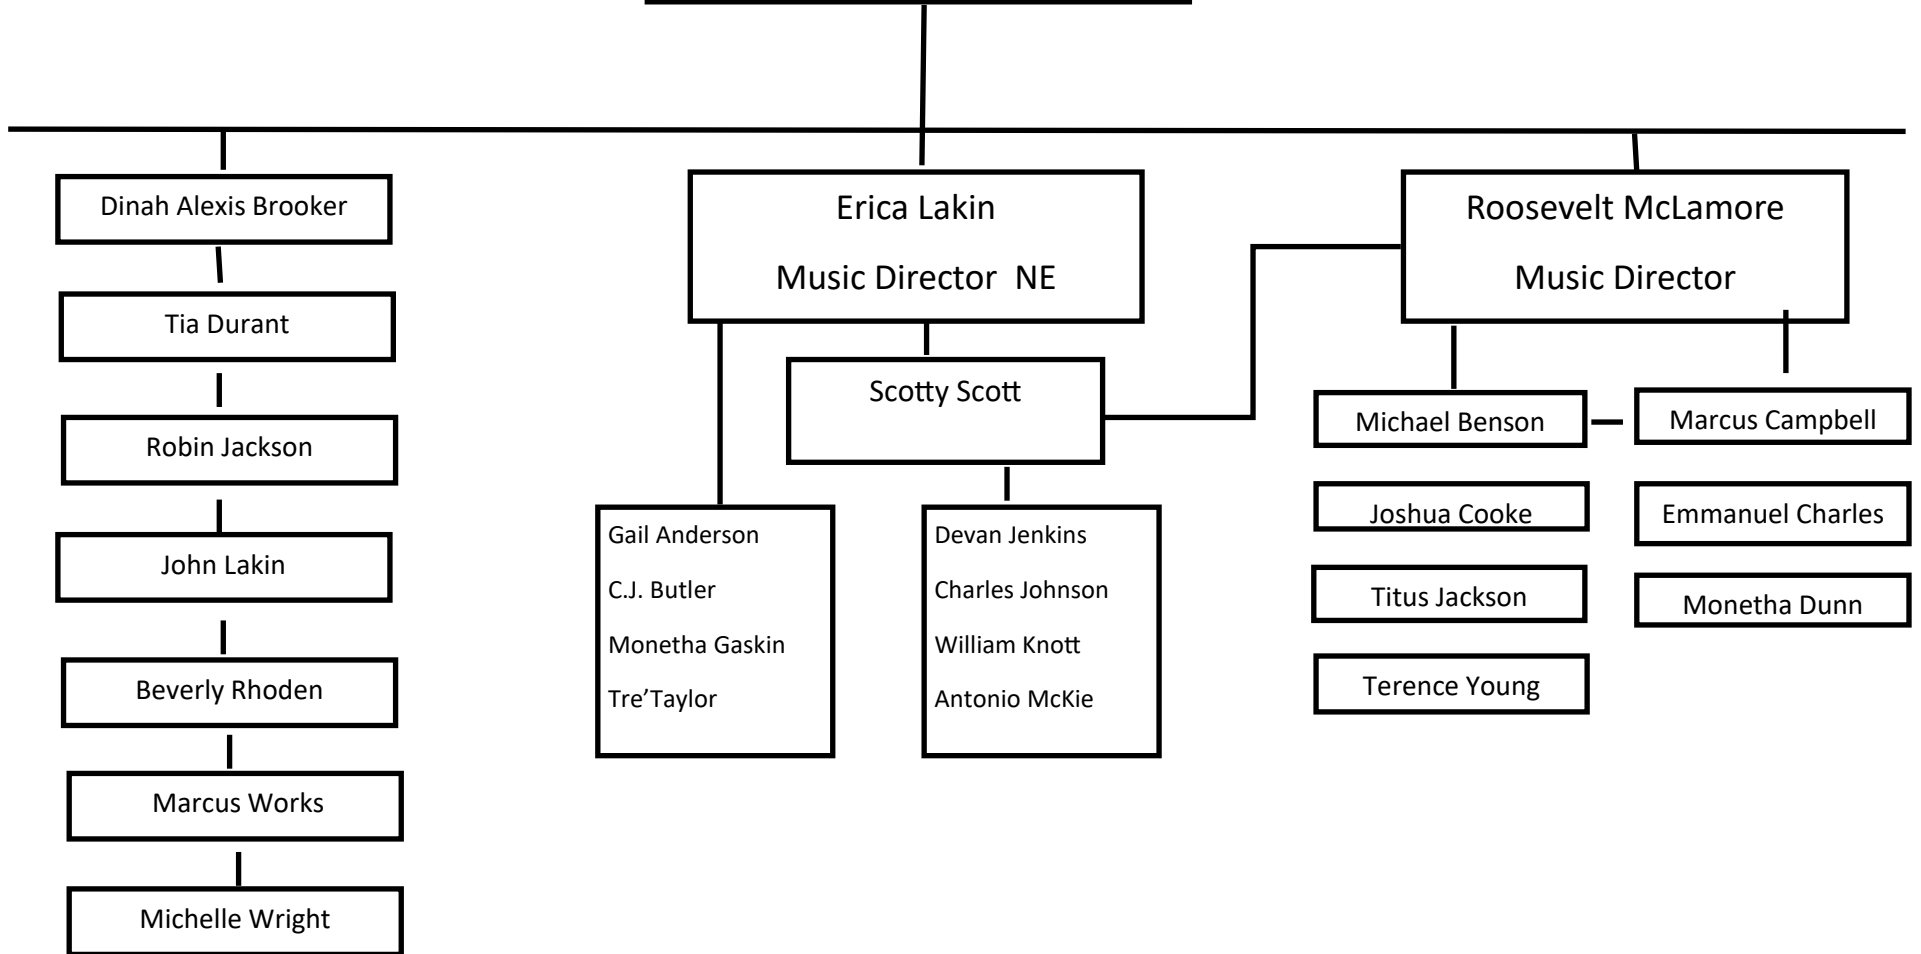 Dinah Alexis Brooker
Tia Durant
Robin Jackson
John Lakin
Beverly Rhoden
Marcus Works
Michelle Wright
Erica Lakin
Music Director  NE
Scotty Scott
Gail Anderson
C.J. Butler
Monetha Gaskin
Tre’Taylor
Devan Jenkins
Charles Johnson
William Knott
Antonio McKie
Roosevelt McLamore
Music Director
Michael Benson
Joshua Cooke
Titus Jackson
Terence Young
Marcus Campbell
Emmanuel Charles
Monetha Dunn